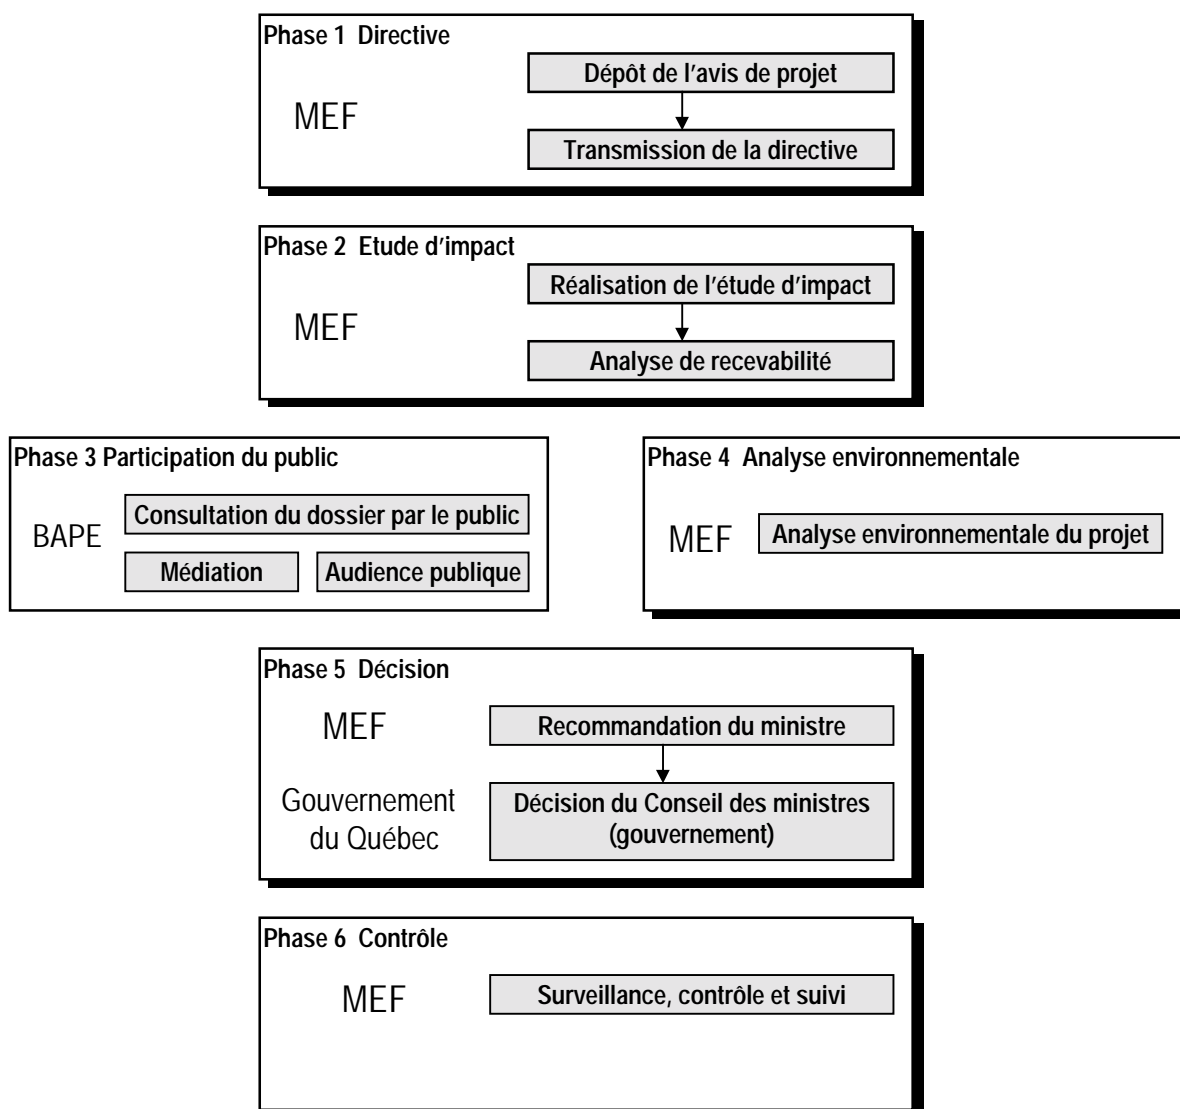 Phase 1 Directive
MEF
Dépôt de l'avis de projet
Transmission de la directive
Phase 2 Etude d'impact
MEF
Réalisation de l'étude d'impact
Analyse de recevabilité
Phase 3 Participation du public
BAPE
Consultation du dossier par le public
Médiation
Audience publique
Phase 4 Analyse environnementale
MEF
Analyse environnementale du projet
Phase 5 Décision
MEF
Recommandation du ministre
Gouvernement
du Québec
Décision du Conseil des ministres
(gouvernement)
Phase 6 Contrôle
MEF
Surveillance, contrôle et suivi